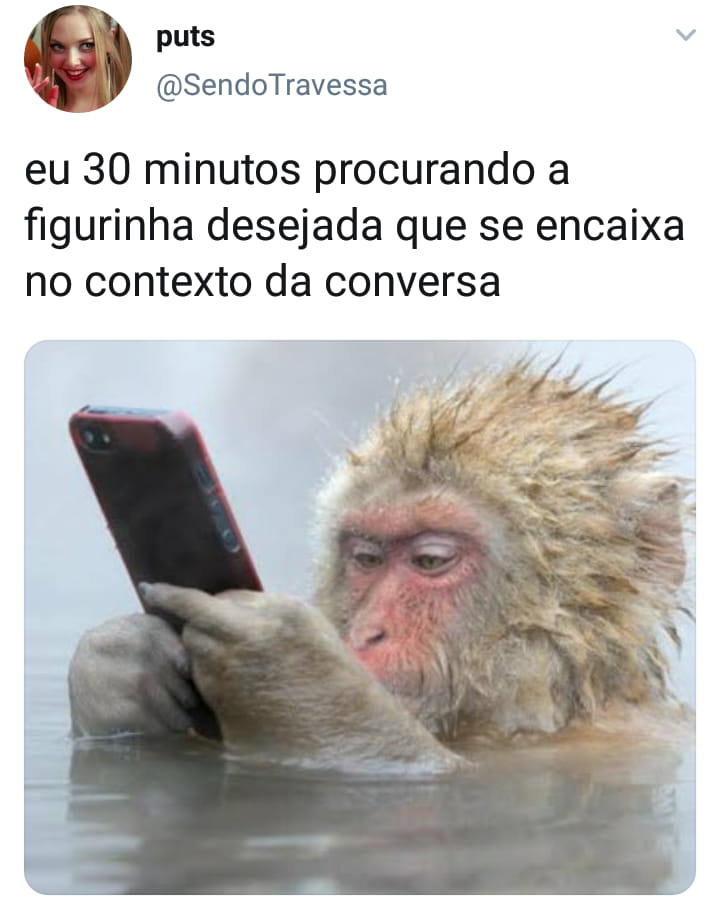 puts
@SendoTravessa
eu 30 minutos procurando a
figurinha desejada que se encaixa
no contexto da conversa